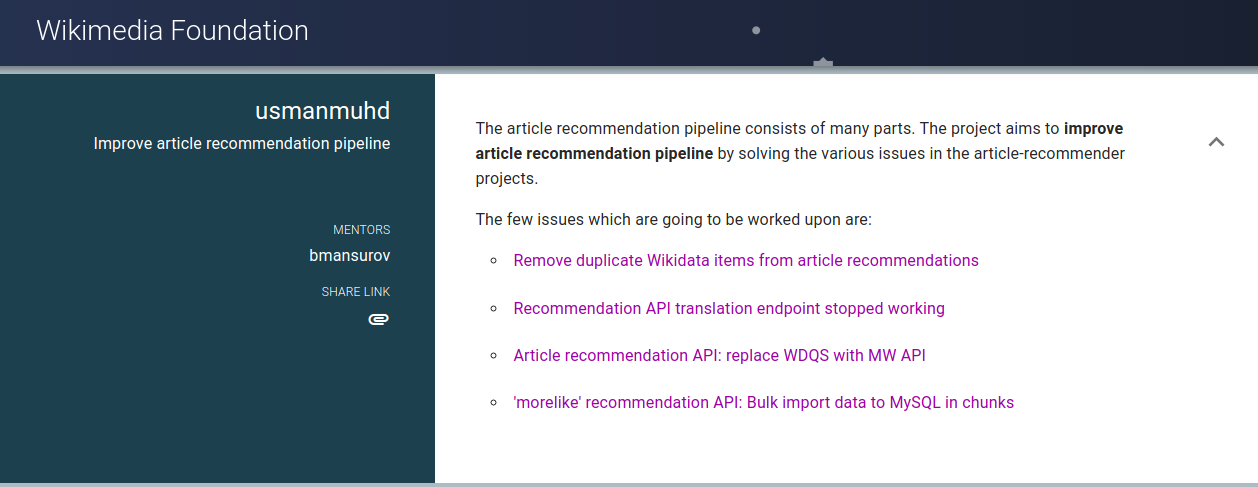 Wikimedia Foundation
usmanmuhd
Improve article recommendation pipeline
MENTORS
bmansurov
SHARE LINK
The article recommendation pipeline consists of many parts. The project aims to improve
article recommendation pipeline by solving the various issues in the article-recommender
projects.
The few issues which are going to be worked upon are:
Remove duplicate Wikidata items from article recommendations
Recommendation API translation endpoint stopped working
Article recommendation API: replace WDQS with MW API
'morelike' recommendation API: Bulk import data to MySQL in chunks